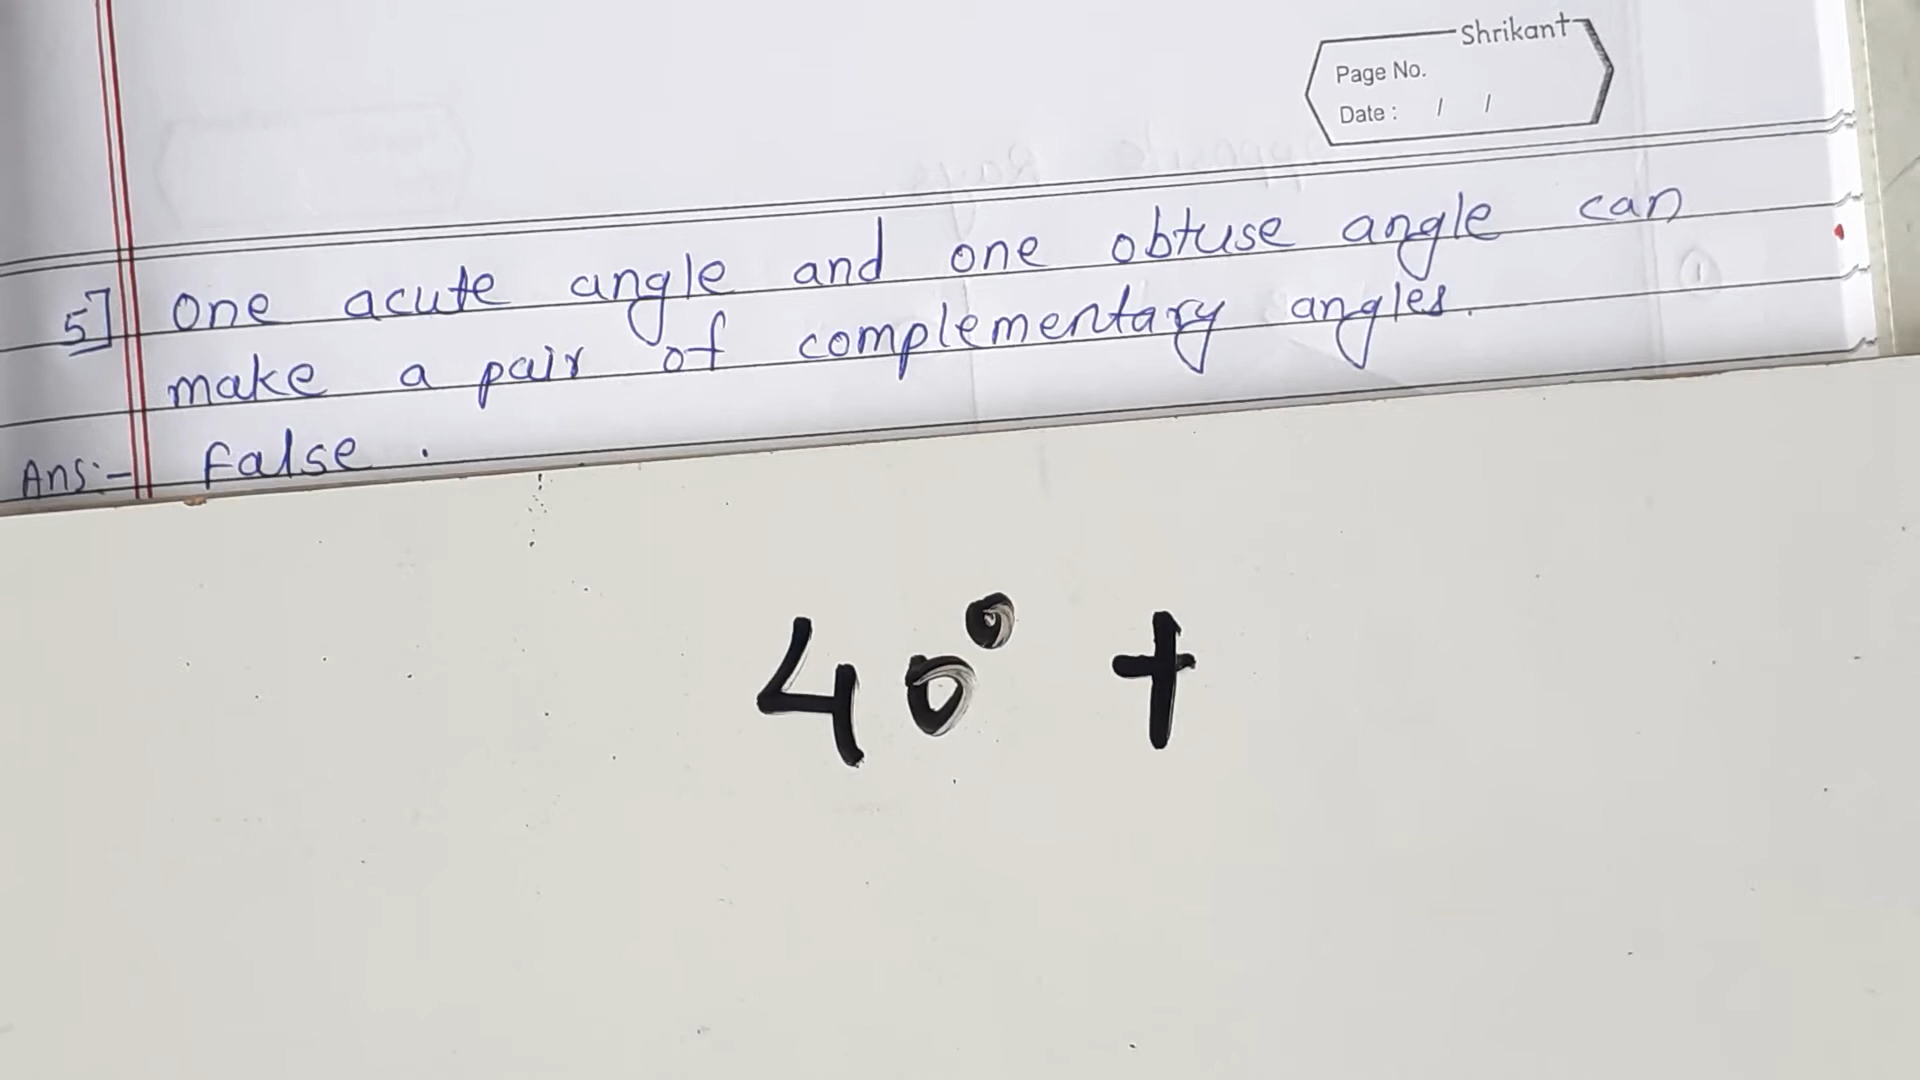 Shrikant
Page No.
Date : / /
5] one acute angle and one obtuse angle can
make a pair of complementary angles.
Ans:- False.
40° +